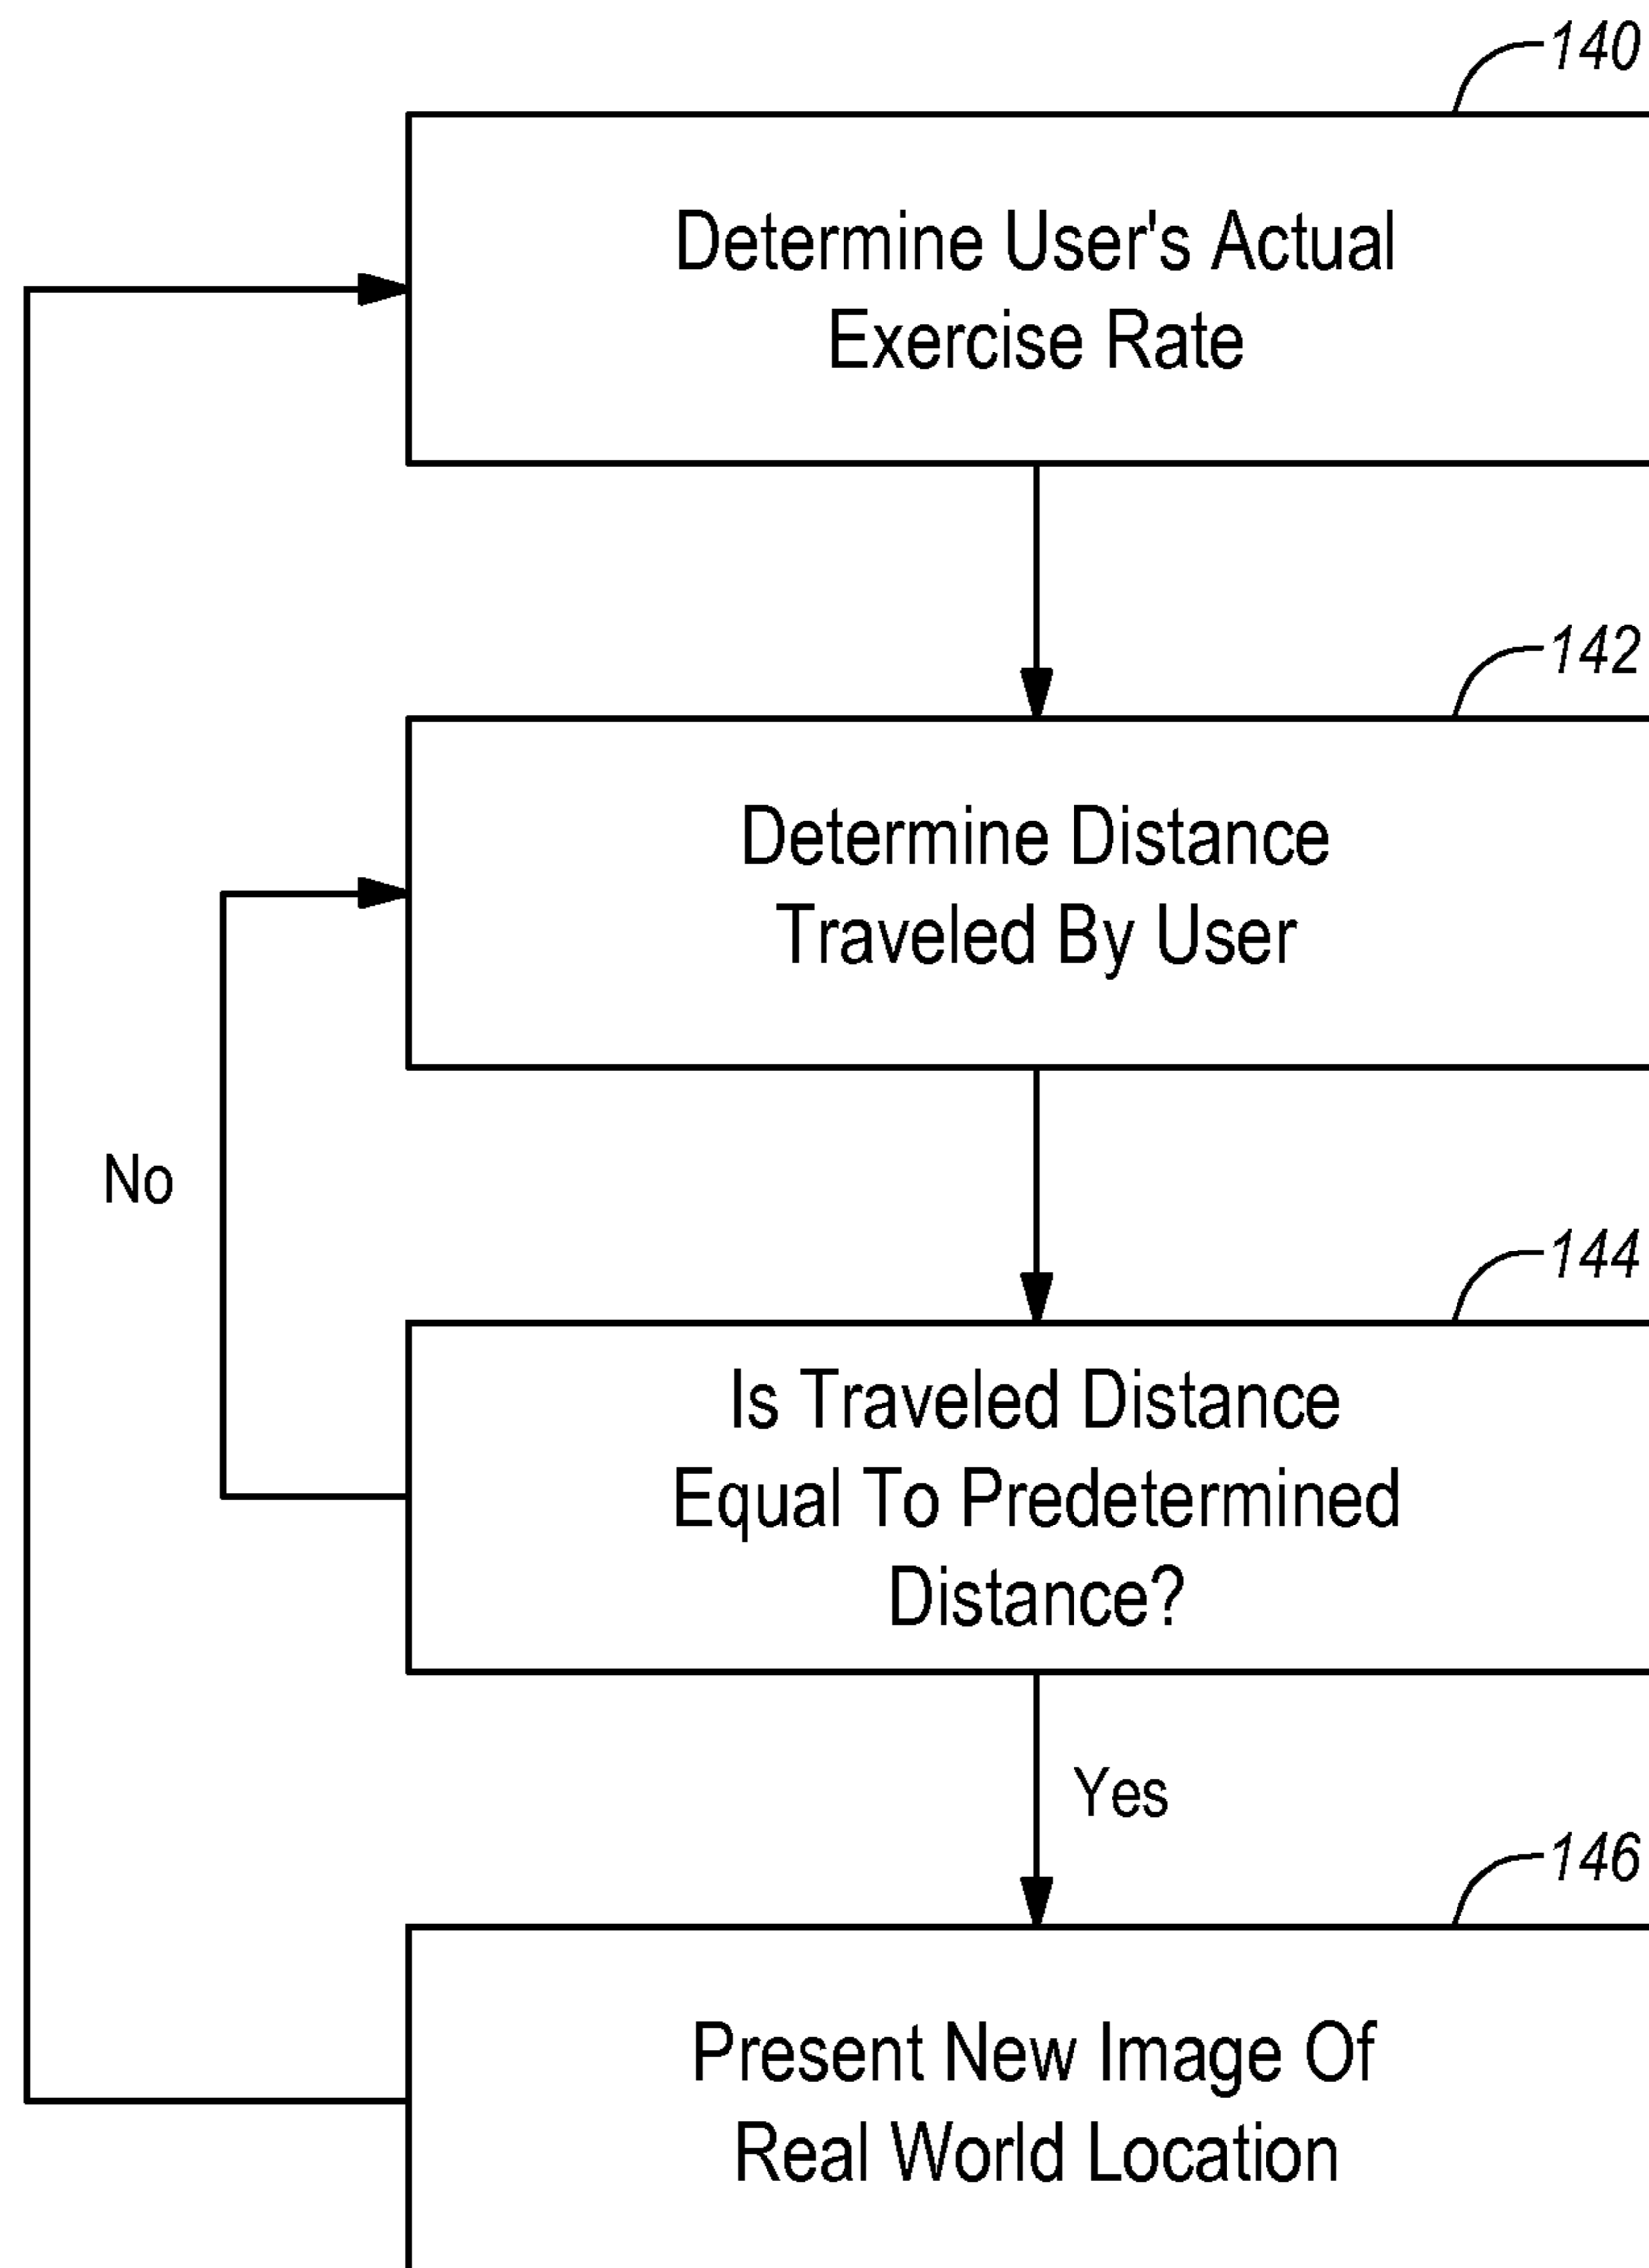 140
Determine User's Actual
Exercise Rate
142
Determine Distance
Traveled By User
No
144
Is Traveled Distance
Equal To Predetermined
Distance?
Yes
146
Present New Image Of
Real World Location